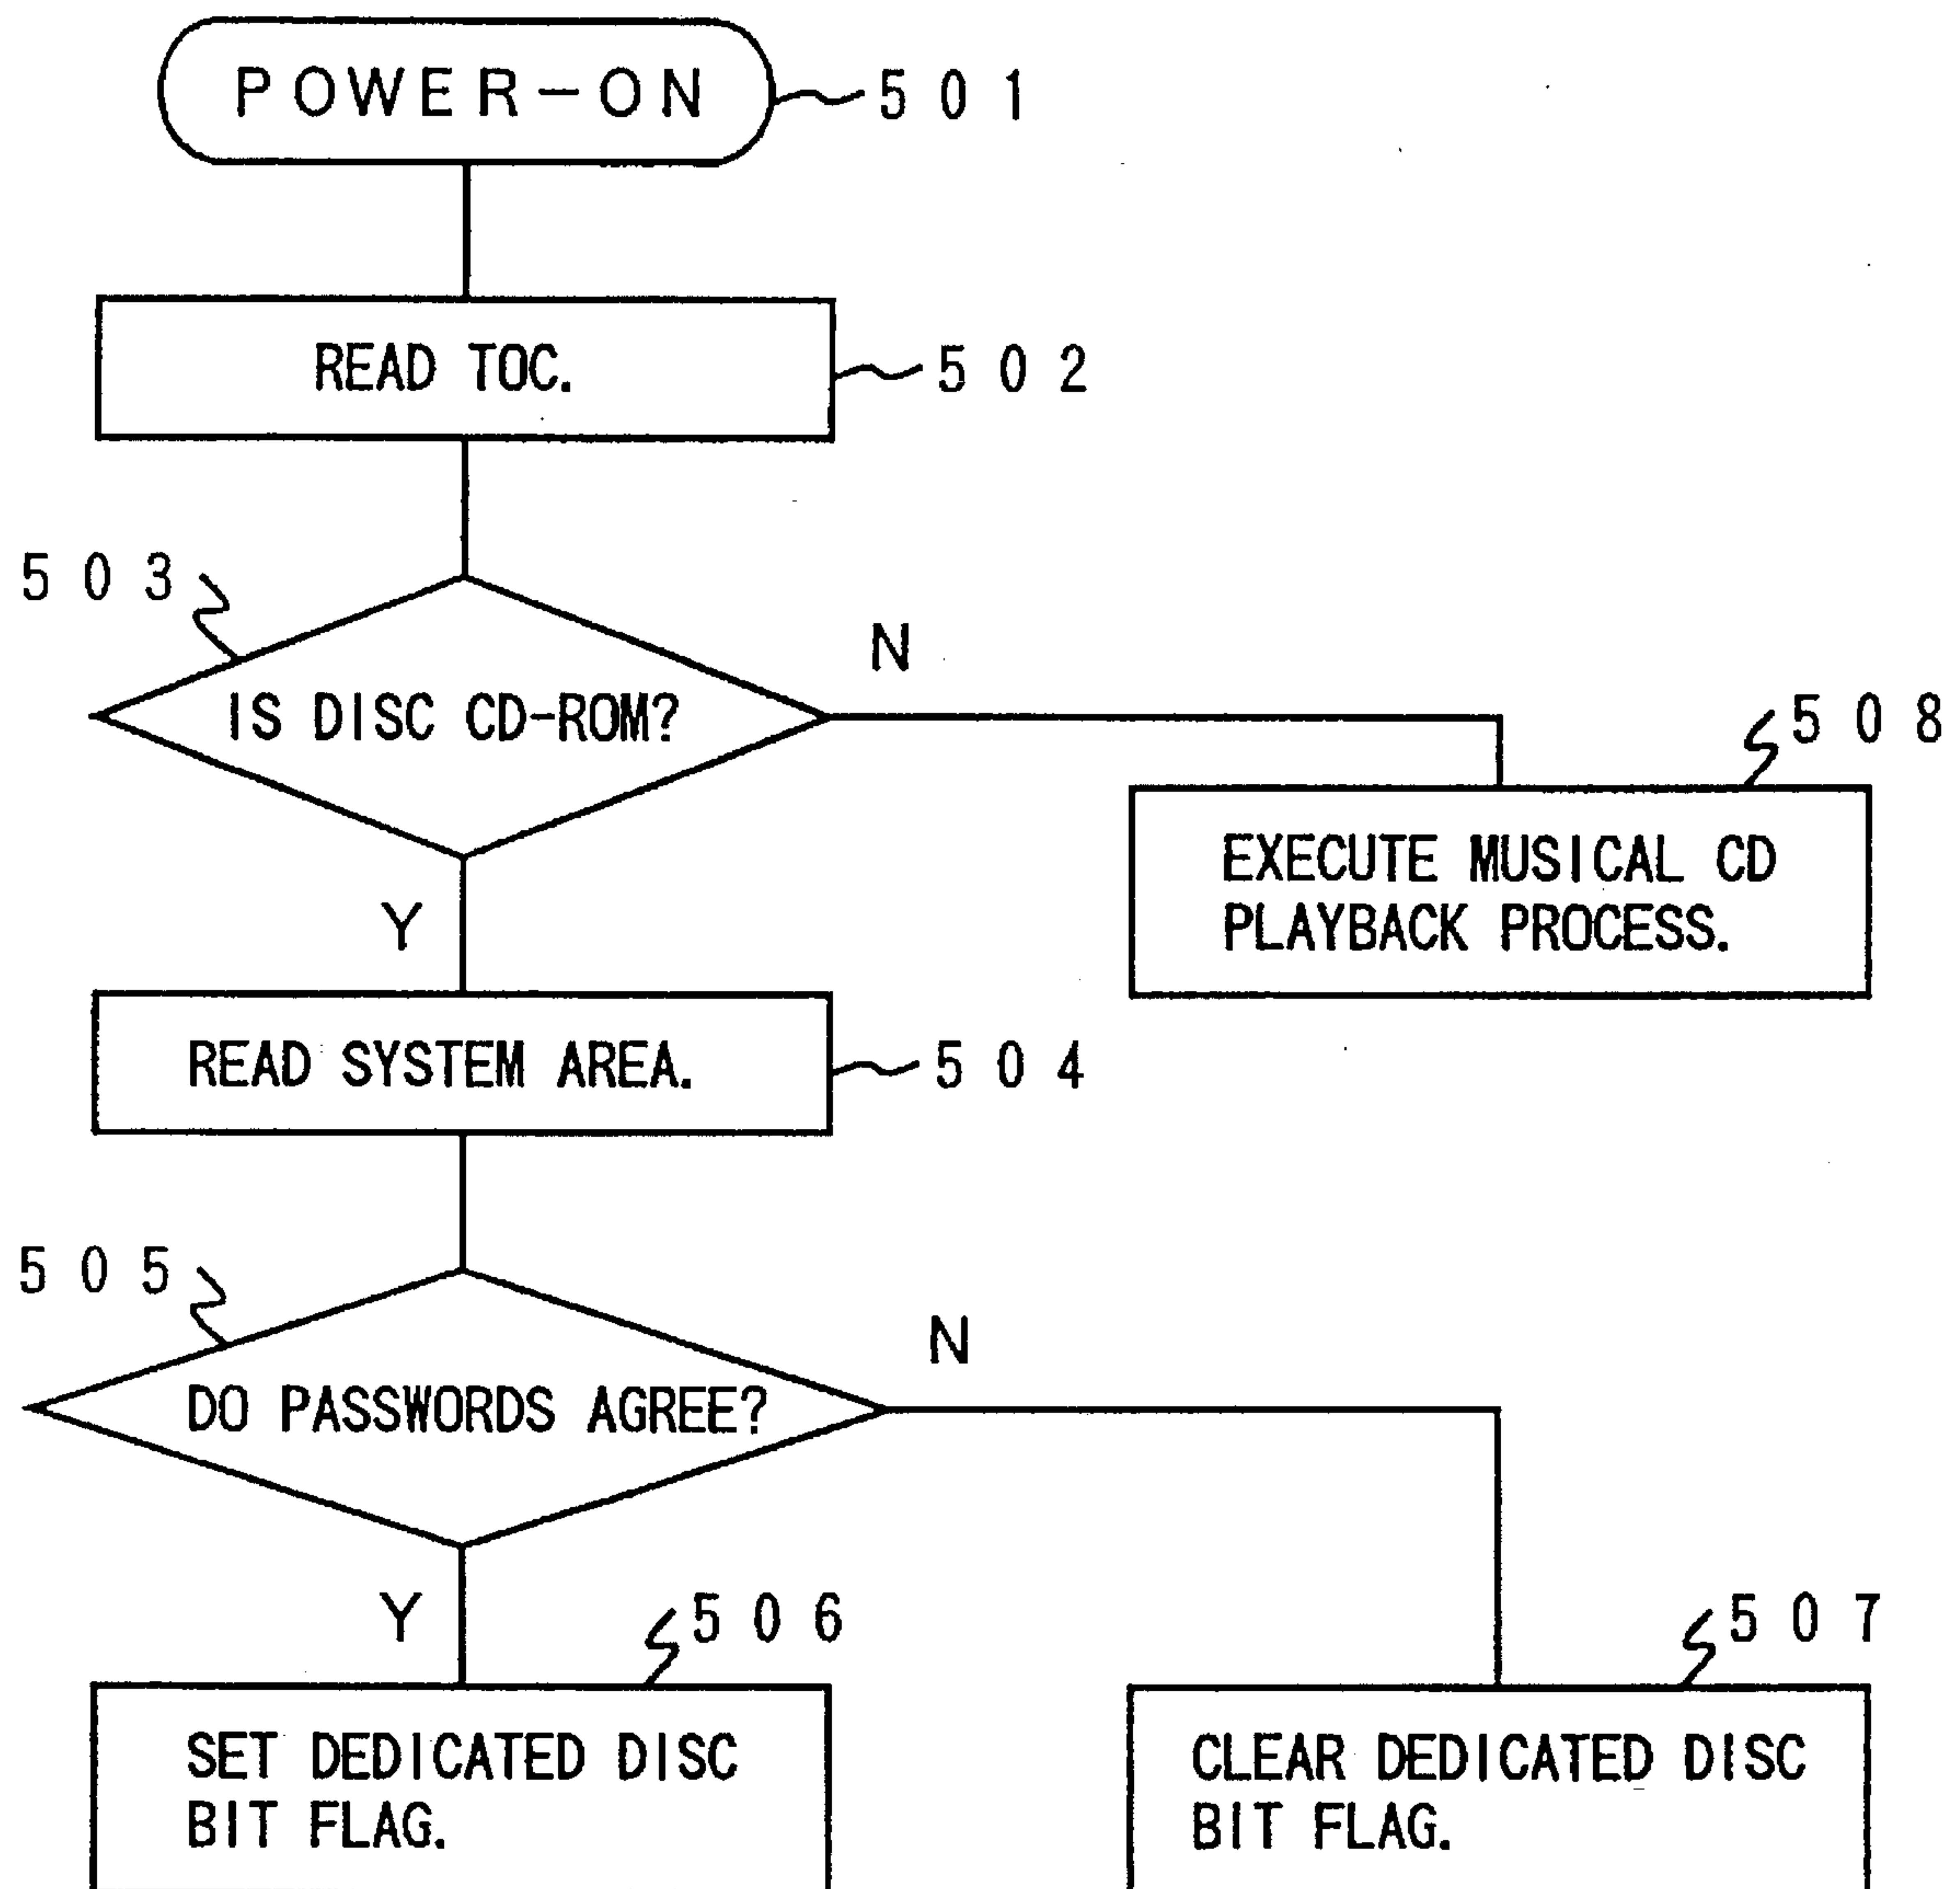 POWER-ON
501
READ TOC.
502
503
IS DISC CD-ROM?
N
508
EXECUTE MUSICAL CD
PLAYBACK PROCESS.
Y
READ SYSTEM AREA.
504
505
DO PASSWORDS AGREE?
N
Y
506
SET DEDICATED DISC
BIT FLAG.
507
CLEAR DEDICATED DISC
BIT FLAG.